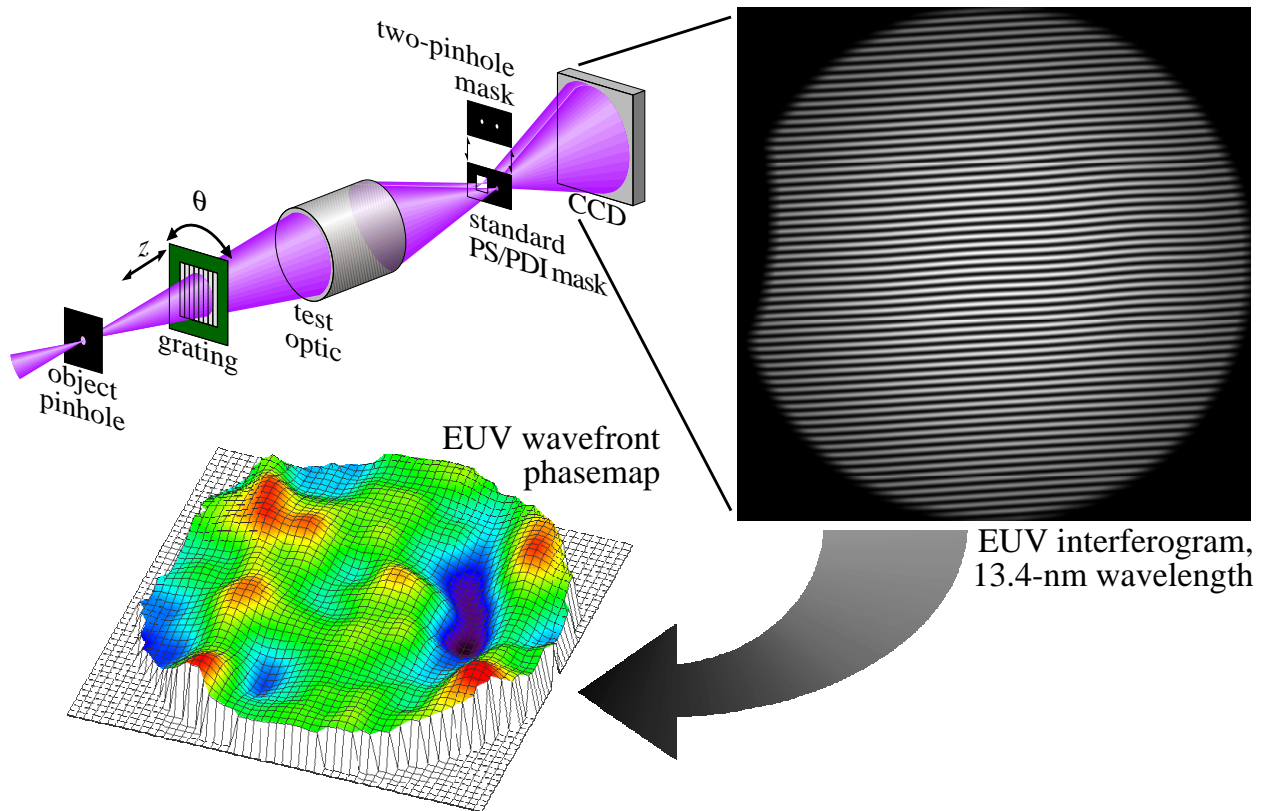 two-pinhole
mask
θ
z
CCD
standard
PS/PDI mask
test
optic
grating
object
pinhole
EUV wavefront
phasemap
EUV interferogram,
13.4-nm wavelength